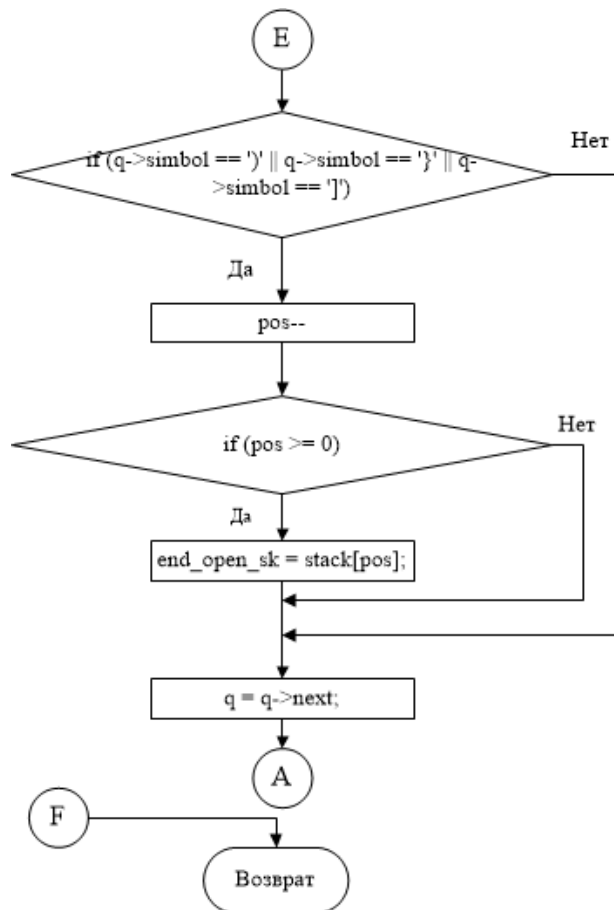 E
if (q->simbol == ')' || q->simbol == '}' || q-
>simbol == ']')
Нет
Да
pos--
if (pos >= 0)
Нет
Да
end_open_sk = stack[pos];
q = q->next;
A
F
Возврат